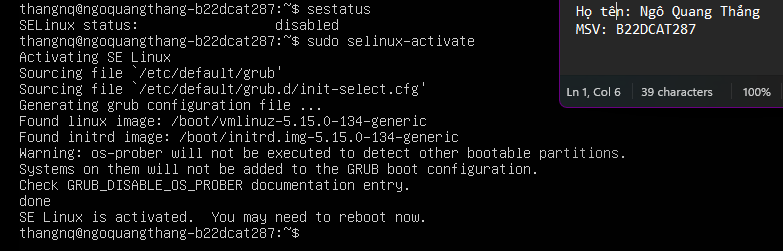 thangnq@ngoquangthang-b22dcat287:~$ sestatus
SELinux status:                 disabled
thangnq@ngoquangthang-b22dcat287:~$ sudo selinux-activate
Activating SE Linux
Sourcing file `/etc/default/grub'
Sourcing file `/etc/default/grub.d/init-select.cfg'
Generating grub configuration file ...
Found linux image: /boot/vmlinuz-5.15.0-134-generic
Found initrd image: /boot/initrd.img-5.15.0-134-generic
Warning: os-prober will not be executed to detect other bootable partitions.
Systems on them will not be added to the GRUB boot configuration.
Check GRUB_DISABLE_OS_PROBER documentation entry.
done
SE Linux is activated.  You may need to reboot now.
thangnq@ngoquangthang-b22dcat287:~$
Họ tên: Ngô Quang Thắng
MSV: B22DCAT287
Ln 1, Col 6 39 characters 100%